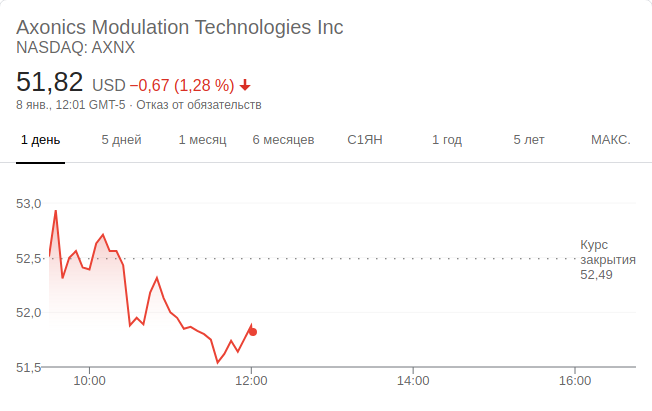 Axonics Modulation Technologies Inc
NASDAQ: AXNX
51,82 USD −0,67 (1,28 %)
8 янв., 12:01 GMT-5 · Отказ от обязательств
1 день 5 дней 1 месяц 6 месяцев С1ЯН 1 год 5 лет МАКС.
53,0
52,5
52,0
51,5
Курс
закрытия
52,49
10:00 12:00 14:00 16:00